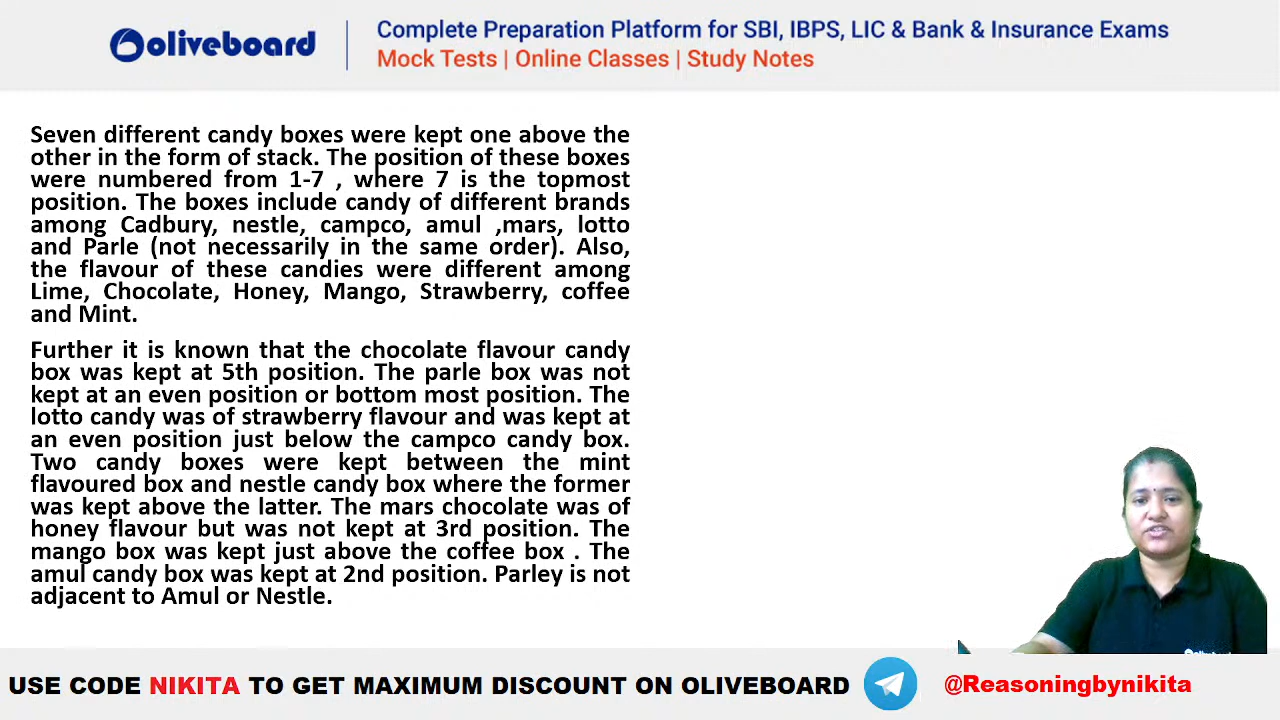 oliveboard
Complete Preparation Platform for SBI, IBPS, LIC & Bank & Insurance Exams
Mock Tests | Online Classes | Study Notes
Seven different candy boxes were kept one above the
other in the form of stack. The position of these boxes
were numbered from 1-7 , where 7 is the topmost
position. The boxes include candy of different brands
among Cadbury, nestle, campco, amul ,mars, lotto
and Parle (not necessarily in the same order). Also,
the flavour of these candies were different among
Lime, Chocolate, Honey, Mango, Strawberry, coffee
and Mint.
Further it is known that the chocolate flavour candy
box was kept at 5th position. The parle box was not
kept at an even position or bottom most position. The
lotto candy was of strawberry flavour and was kept at
an even position just below the campco candy box.
Two candy boxes were kept between the mint
flavoured box and nestle candy box where the former
was kept above the latter. The mars chocolate was of
honey flavour but was not kept at 3rd position. The
mango box was kept just above the coffee box . The
amul candy box was kept at 2nd position. Parley is not
adjacent to Amul or Nestle.
USE CODE NIKITA TO GET MAXIMUM DISCOUNT ON OLIVEBOARD
@Reasoningbynikita